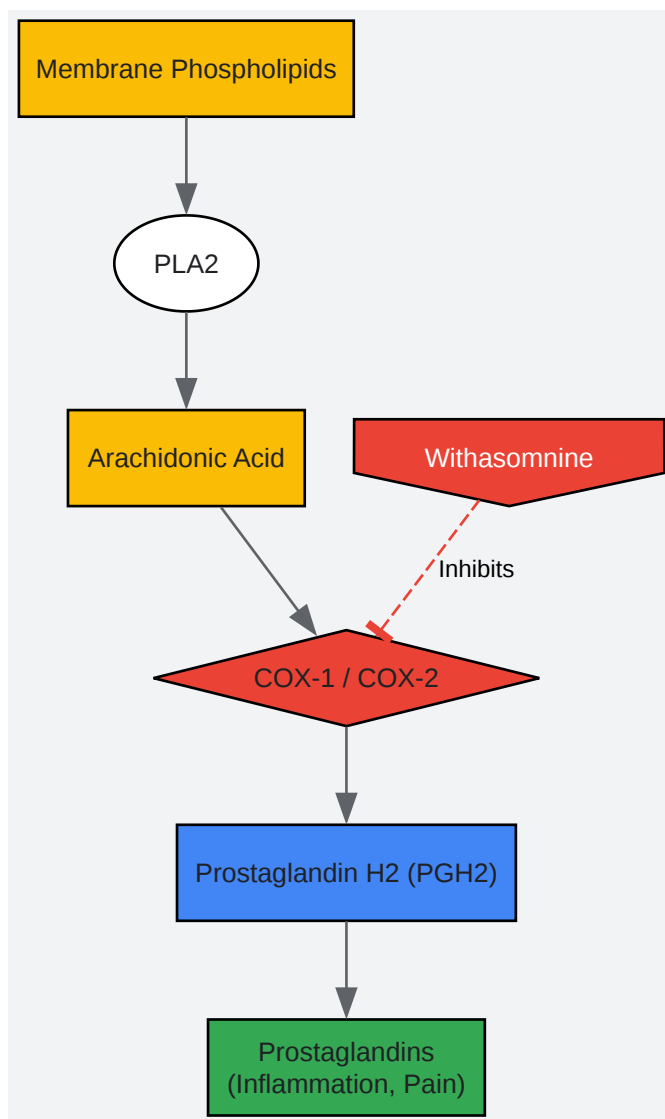 Membrane Phospholipids
PLA2
Arachidonic Acid
Withasomnine
Inhibits
COX-1 / COX-2
Prostaglandin H2 (PGH2)
Prostaglandins
(Inflammation, Pain)